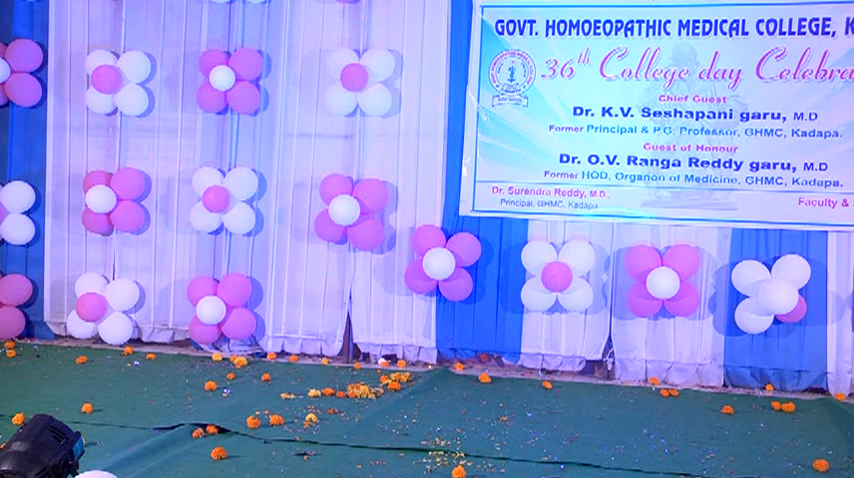 GOVT. HOMOEOPATHIC MEDICAL COLLEGE, K
36th College day Celebra
Chief Guest
Dr. K.V. Seshapani garu, M.D
Former Principal & P.G. Professor, GHMC, Kadapa.
Guest of Honour
Dr. O.V. Ranga Reddy garu, M.D
Former HOD, Organon of Medicine, GHMC, Kadapa.
Dr. Surendra Reddy, M.D.,
Principal, GHMC, Kadapa
Faculty &